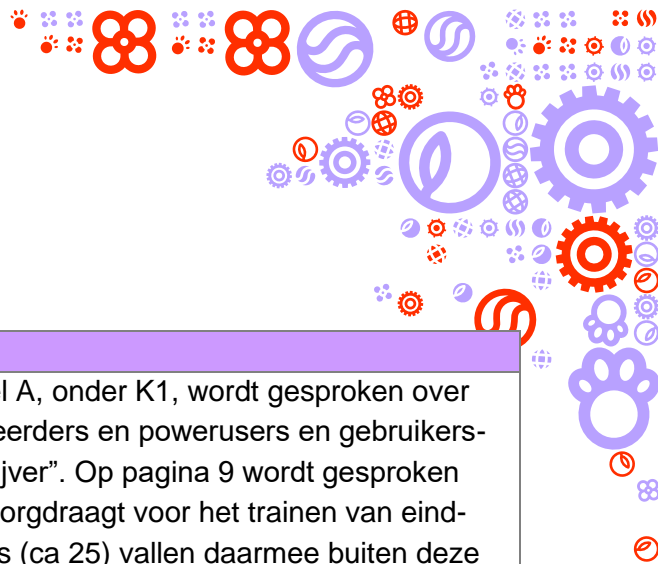 el A, onder K1, wordt gesproken over
eerders en powerusers en gebruikers-
ijver”. Op pagina 9 wordt gesproken
orgdraagt voor het trainen van eind-
s (ca 25) vallen daarmee buiten deze